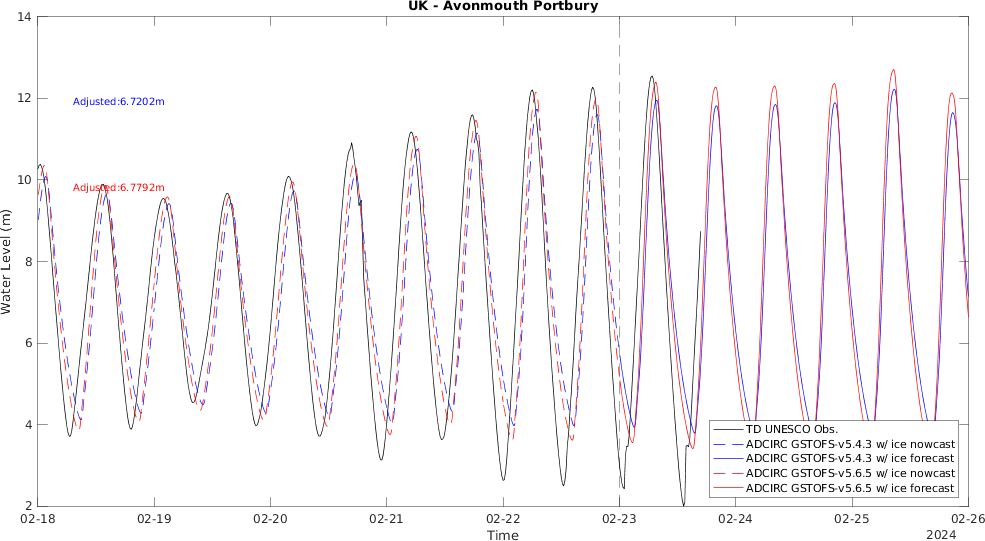 UK - Avonmouth Portbury
14
12
10
8
6
4
2
Water Level (m)
Adjusted:6.7202m
Adjusted:6.7792m
TD UNESCO Obs.
ADCIRC GSTOFS-v5.4.3 w/ ice nowcast
ADCIRC GSTOFS-v5.4.3 w/ ice forecast
ADCIRC GSTOFS-v5.6.5 w/ ice nowcast
ADCIRC GSTOFS-v5.6.5 w/ ice forecast
02-18 02-19 02-20 02-21 02-22 02-23 02-24 02-25 02-26
Time
2024